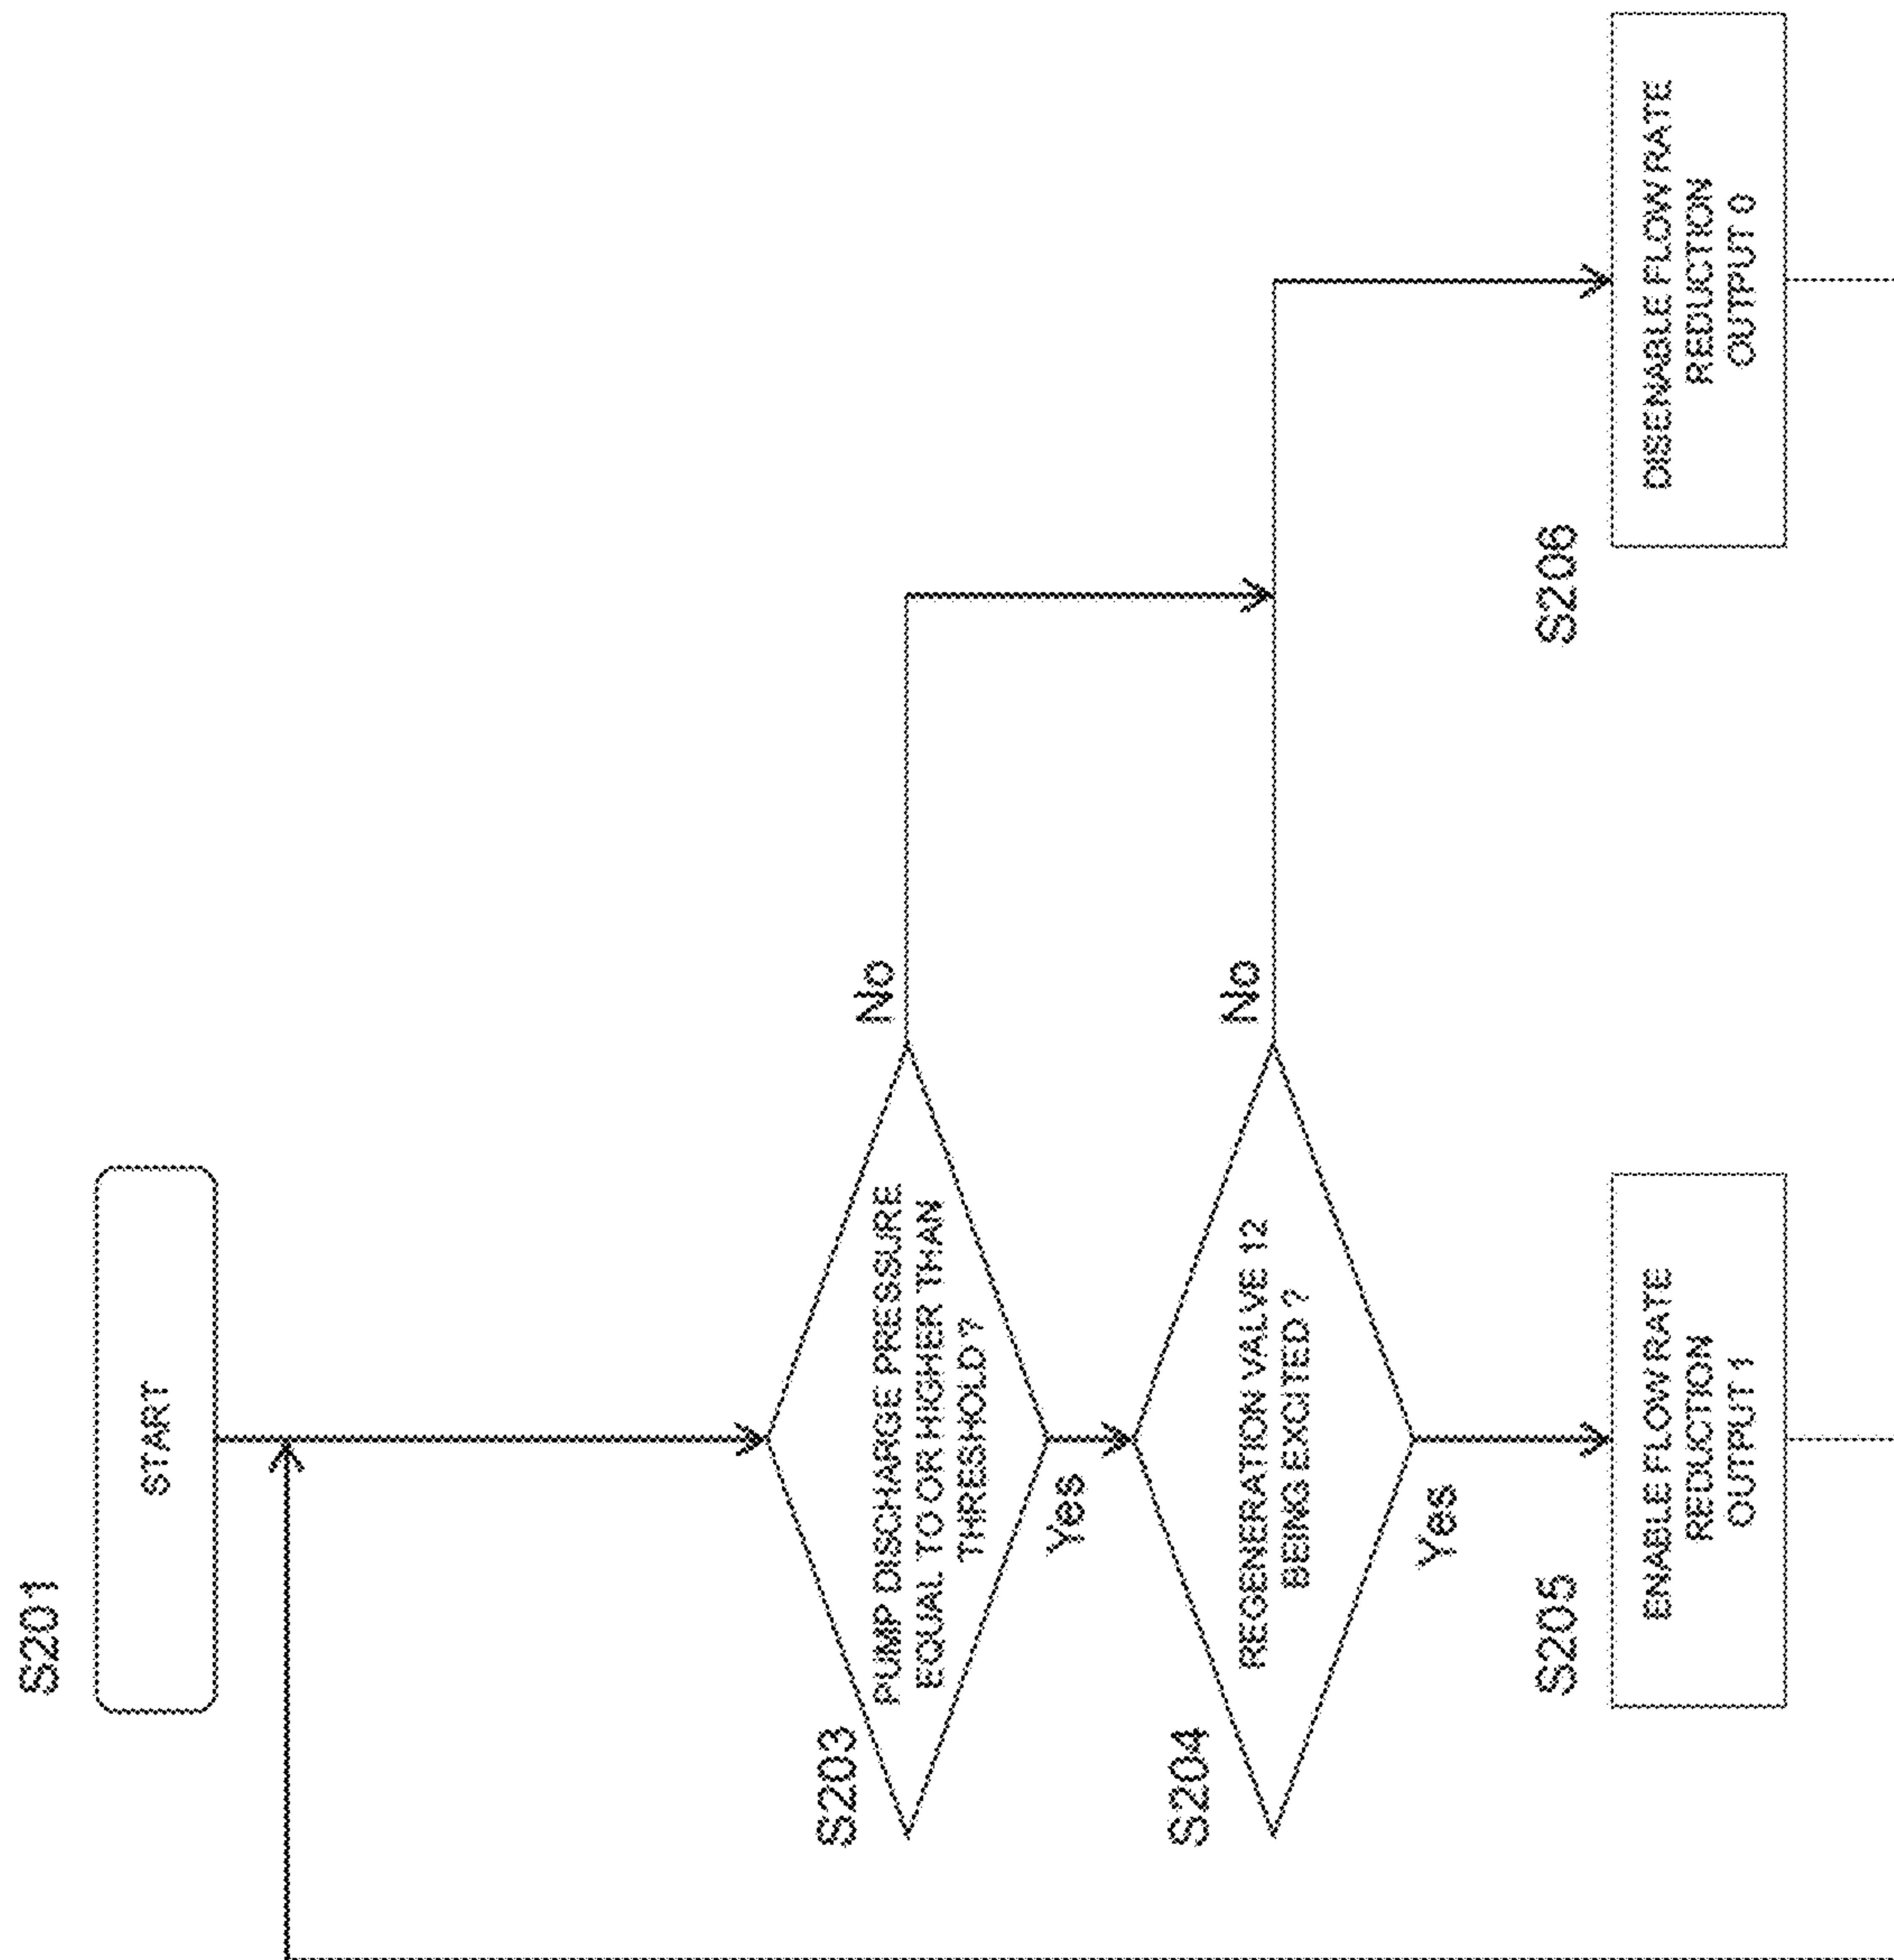 S201
START
S203
PUMP DISCHARGE PRESSURE
EQUAL TO OR HIGHER THAN
THRESHOLD ?
No
Yes
S204
REGENERATION VALVE 12
BEING EXCITED ?
No
Yes
S205
ENABLE FLOW RATE
REDUCTION
OUTPUT 1
S206
DISENABLE FLOW RATE
REDUCTION
OUTPUT 0